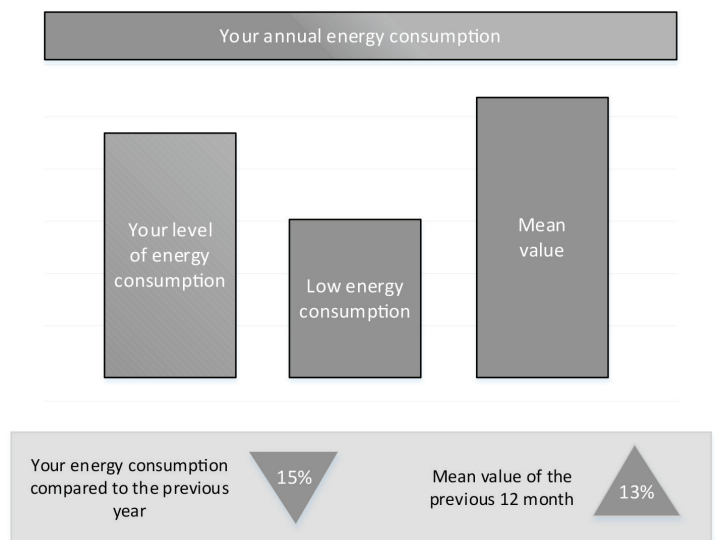 Your annual energy consumption
Your level
of energy
consumption
Low energy
consumption
Mean
value
Your energy consumption
compared to the previous
year
15%
Mean value of the
previous 12 month
13%